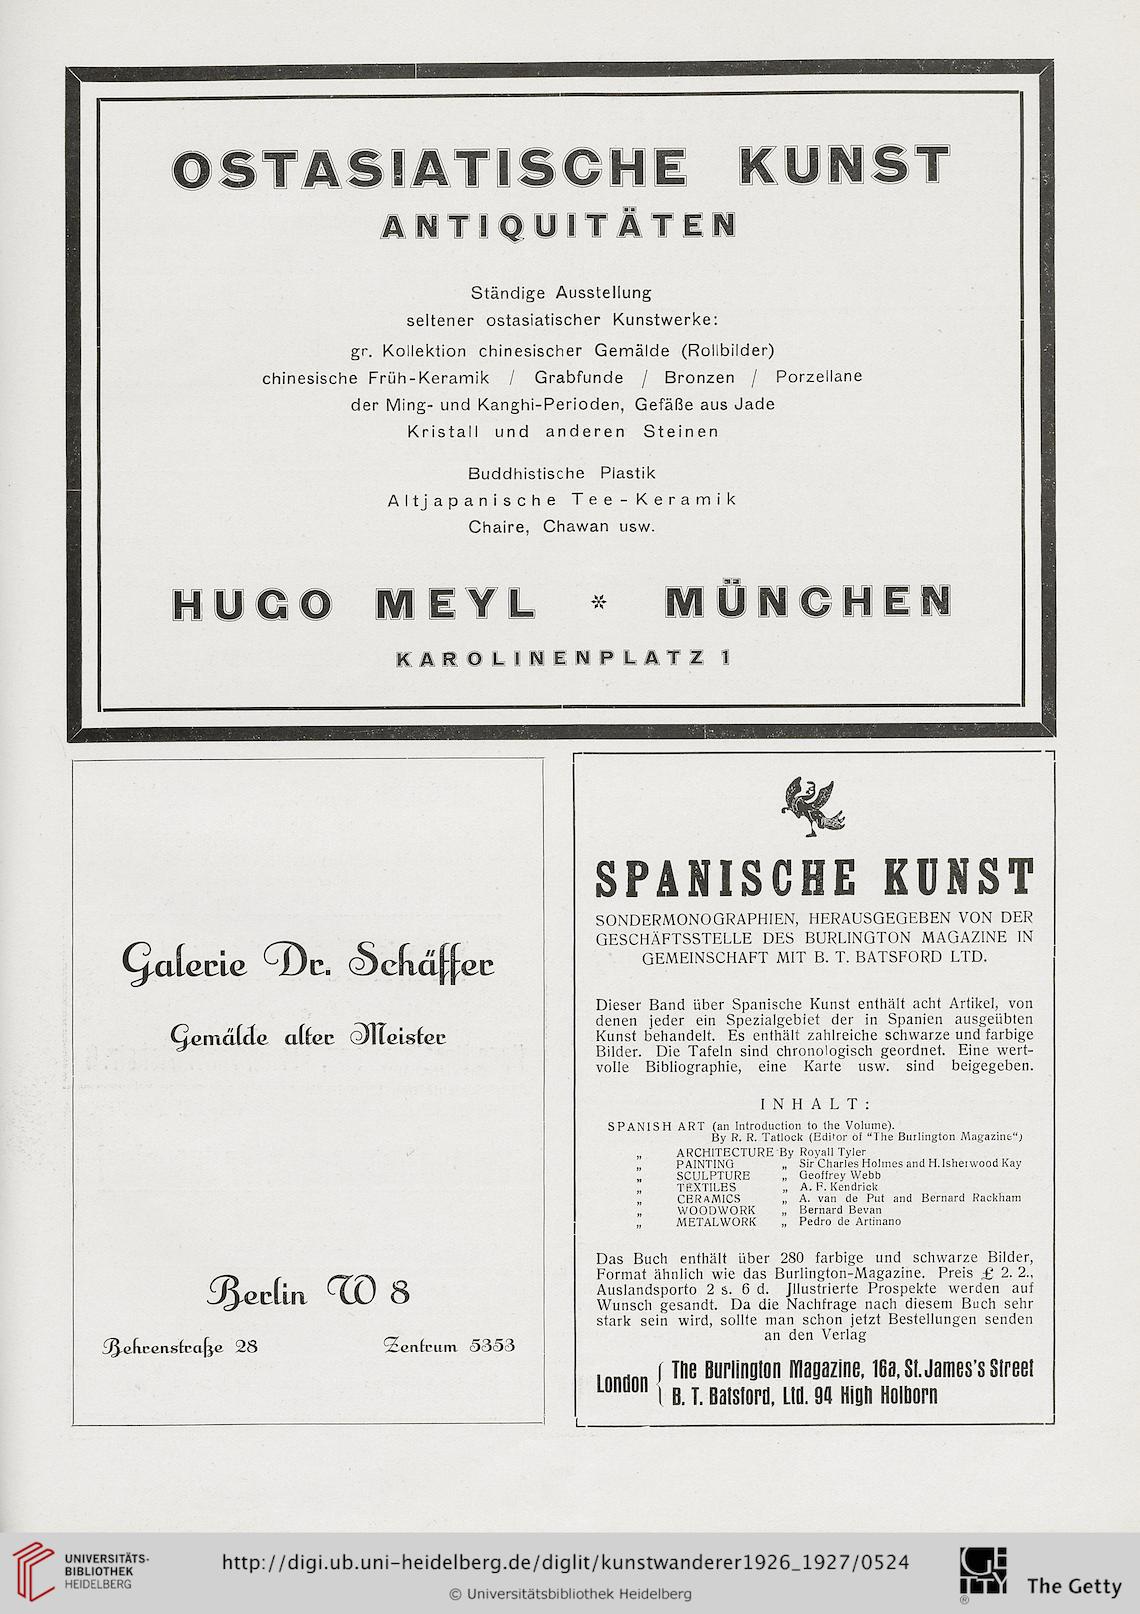 OSTASIATISCHE KUNST
ANTIQUITÄTEN
Ständige Ausstellung
seltener ostasiatischer Kunstwerke:
gr. Kollektion chinesischer Gemälde (Rollbilder)
chinesische Früh-Keramik / Grabfunde / Bronzen / Porzellane
der Ming- und Kanghi-Perioden, Gefäße aus Jade
Kristall und anderen Steinen
Buddhistische Plastik
Altjapanische Tee-Keramik
Chaire, Chawan usw.
HUGO MEYL * MÜNCHEN
KAROLINENPLATZ 1
Galerie Dr. Schäffer
Gemälde alter Meister
Berlin W 8
Behrenstraße 28 Zentrum 5353
SPANISCHE KUNST
SONDERMONOGRAPHIEN, HERAUSGEGEBEN VON DER
GESCHÄFTSSTELLE DES BURLINGTON MAGAZINE IN
GEMEINSCHAFT MIT B. T. BATSFORD LTD.
Dieser Band über Spanische Kunst enthält acht Artikel, von
denen jeder ein Spezialgebiet der in Spanien ausgeübten
Kunst behandelt. Es enthält zahlreiche schwarze und farbige
Bilder. Die Tafeln sind chronologisch geordnet. Eine wert-
volle Bibliographie, eine Karte usw. sind beigegeben.
INHALT:
SPANISH ART (an Introduction to the Volume).
By R. R. Tatlock (Editor of “The Burlington Magazine“)
„ ARCHITECTURE By Royall Tyler
„ PAINTING „ Sir Charles Holmes and H. Isherwood Kay
„ SCULPTURE „ Geoffrey Webb
„ TEXTILES „ A. F. Kendrick
„ CERAMICS „ A. van de Put and Bernard Rackham
„ WOODWORK „ Bernard Bevan
„ METALWORK „ Pedro de Artinano
Das Buch enthält über 280 farbige und schwarze Bilder,
Format ähnlich wie das Burlington-Magazine. Preis £ 2. 2.,
Auslandsporto 2 s. 6 d. Jllustrierte Prospekte werden auf
Wunsch gesandt. Da die Nachfrage nach diesem Buch sehr
stark sein wird, sollte man schon jetzt Bestellungen senden
an den Verlag
London { The Burlington Magazine, 16a, St. James's Street
B. T. Batsford, Ltd. 94 High Holborn
UNIVERSITÄTS-
BIBLIOTHEK
HEIDELBERG
http://digi.ub.uni-heidelberg.de/diglit/kunstwanderer1926_1927/0524
© Universitätsbibliothek Heidelberg
GETTY
®
The Getty